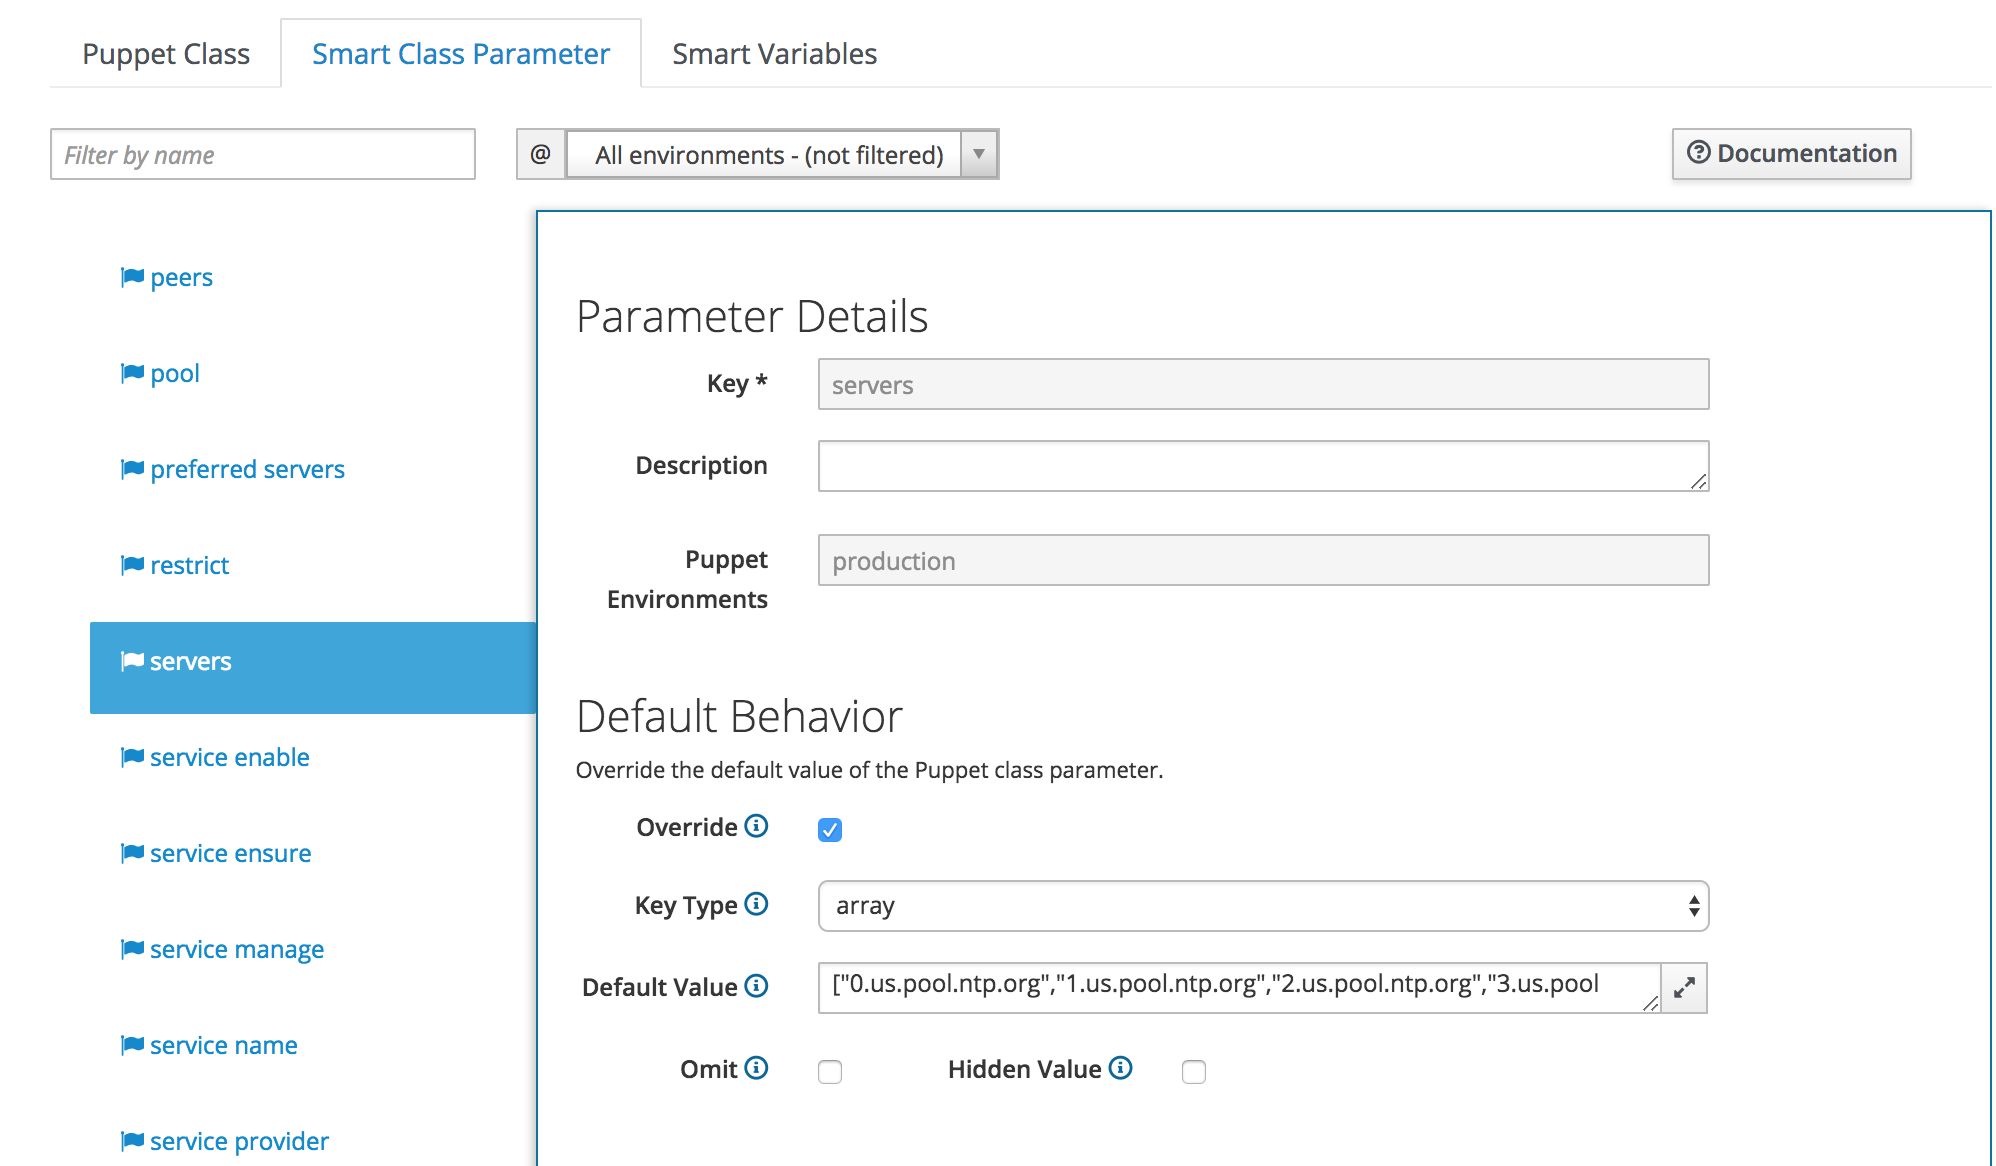 Puppet Class
Smart Class Parameter
Smart Variables
Filter by name
@
All environments - (not filtered)
Documentation
peers
pool
preferred servers
restrict
servers
service enable
service ensure
service manage
service name
service provider
Parameter Details
Key *
servers
Description
Puppet
Environments
production
Default Behavior
Override the default value of the Puppet class parameter.
Override
Key Type
array
Default Value
["0.us.pool.ntp.org","1.us.pool.ntp.org","2.us.pool.ntp.org","3.us.pool
Omit
Hidden Value